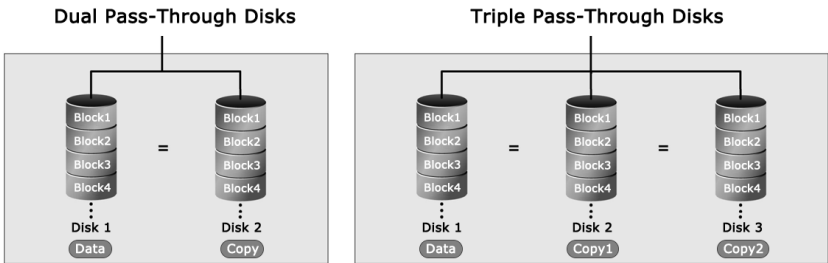 Dual Pass-Through Disks
Block1 Block1
Block2 = Block2
Block3 Block3
Block4 Block4
Disk 1 Disk 2
Data Copy
Triple Pass-Through Disks
Block1 Block1 Block1
Block2 = Block2 = Block2
Block3 Block3 Block3
Block4 Block4 Block4
Disk 1 Disk 2 Disk 3
Data Copy1 Copy2